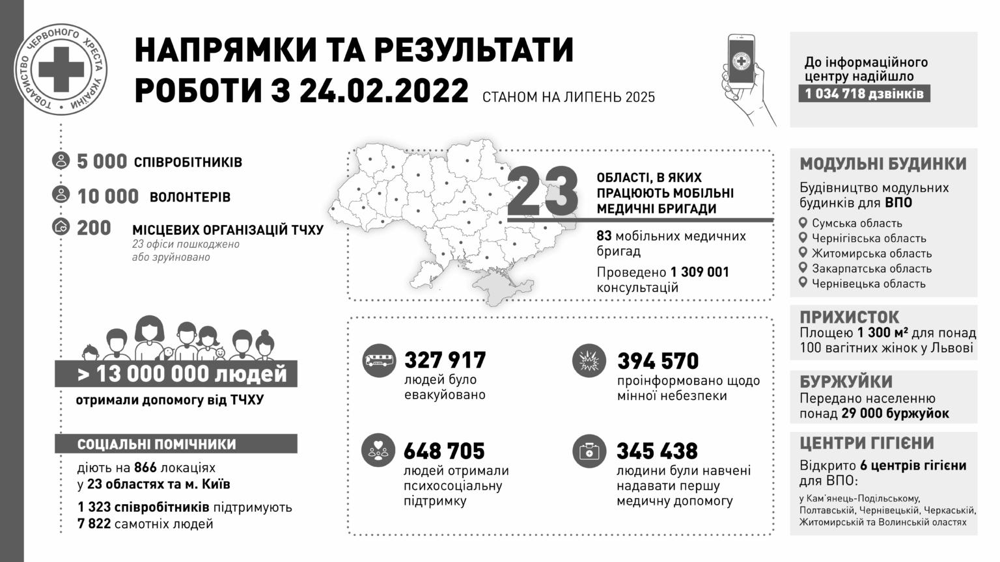 ТОВАРИСТВО ЧЕРВОНОГО ХРЕСТА УКРАЇНИ
НАПРЯМКИ ТА РЕЗУЛЬТАТИ
РОБОТИ З 24.02.2022 СТАНОМ НА ЛИПЕНЬ 2025
До інформаційного
центру надійшло
1 034 718 дзвінків
5 000 СПІВРОБІТНИКІВ
10 000 ВОЛОНТЕРІВ
200 МІСЦЕВИХ ОРГАНІЗАЦІЙ ТЧХУ
23 офіси пошкоджено
або зруйновано
> 13 000 000 людей
отримали допомогу від ТЧХУ
СОЦІАЛЬНІ ПОМІЧНИКИ
діють на 866 локаціях
у 23 областях та м. Київ
1 323 співробітників підтримують
7 822 самотніх людей
23
ОБЛАСТІ, В ЯКИХ
ПРАЦЮЮТЬ МОБІЛЬНІ
МЕДИЧНІ БРИГАДИ
83 мобільних медичних
бригад
Проведено 1 309 001
консультацій
327 917
людей було
евакуйовано
394 570
проінформовано щодо
мінної небезпеки
648 705
людей отримали
психосоціальну
підтримку
345 438
людини були навчені
надавати першу
медичну допомогу
МОДУЛЬНІ БУДИНКИ
Будівництво модульних
будинків для ВПО
Сумська область
Чернігівська область
Житомирська область
Закарпатська область
Чернівецька область
ПРИХИСТОК
Площею 1 300 м² для понад
100 вагітних жінок у Львові
БУРЖУЙКИ
Передано населенню
понад 29 000 буржуйок
ЦЕНТРИ ГІГІЄНИ
Відкрито 6 центрів гігієни
для ВПО:
у Кам'янець-Подільському,
Полтавській, Чернівецькій, Черкаській,
Житомирській та Волинській оластях